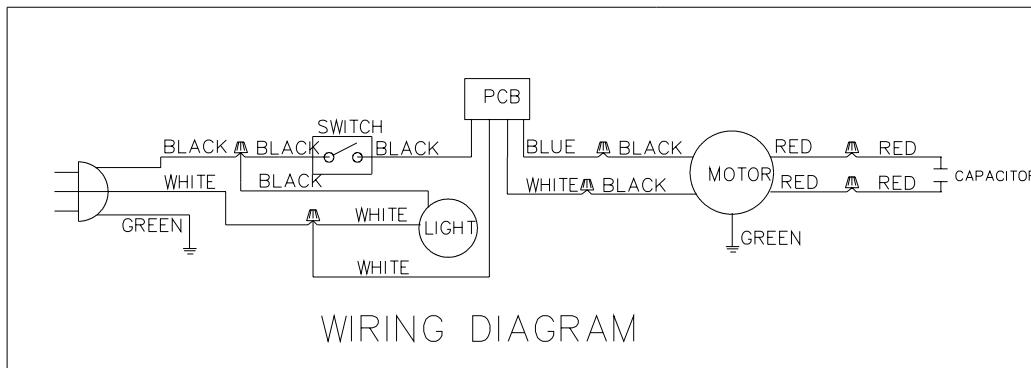 PCB
SWITCH
BLACK BLACK BLACK BLUE BLACK RED RED
MOTOR
CAPACITOR
WHITE BLACK WHITE BLACK RED RED
WHITE
GREEN LIGHT GREEN
WHITE
WIRING DIAGRAM